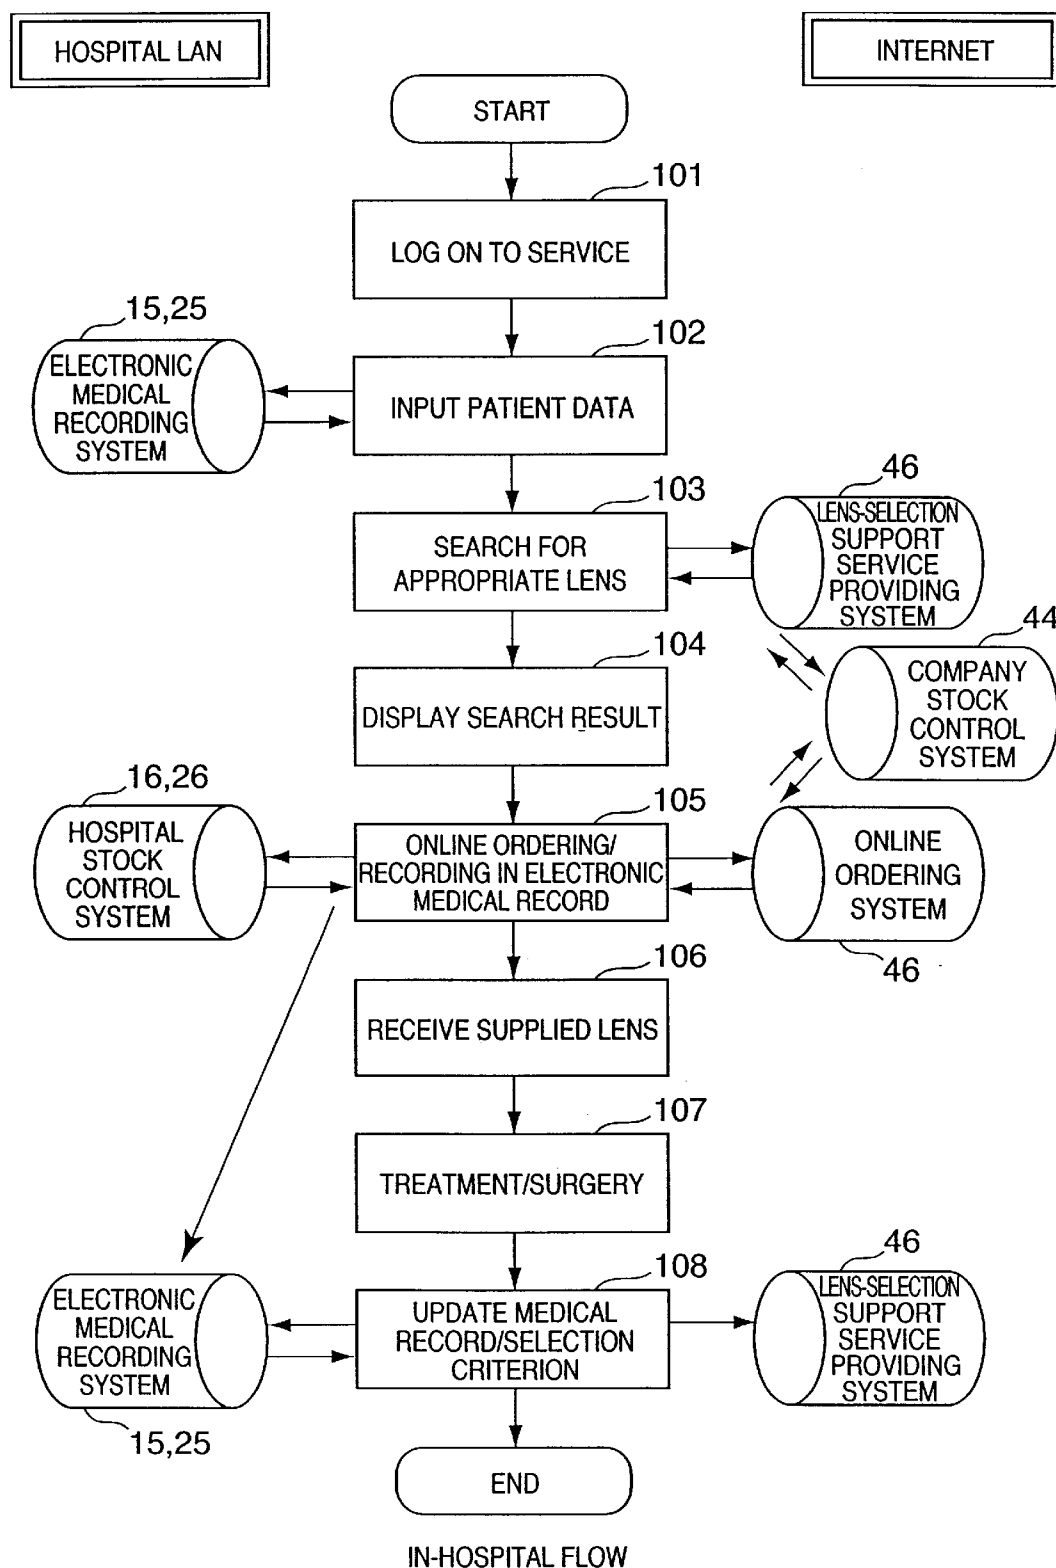 HOSPITAL LAN
INTERNET
START
101
LOG ON TO SERVICE
15,25
ELECTRONIC
MEDICAL
RECORDING
SYSTEM
102
INPUT PATIENT DATA
103
SEARCH FOR
APPROPRIATE LENS
46
LENS-SELECTION
SUPPORT
SERVICE
PROVIDING
SYSTEM
104
DISPLAY SEARCH RESULT
44
COMPANY
STOCK
CONTROL
SYSTEM
16,26
HOSPITAL
STOCK
CONTROL
SYSTEM
105
ONLINE ORDERING/
RECORDING IN ELECTRONIC
MEDICAL RECORD
ONLINE
ORDERING
SYSTEM
46
106
RECEIVE SUPPLIED LENS
107
TREATMENT/SURGERY
ELECTRONIC
MEDICAL
RECORDING
SYSTEM
15,25
108
UPDATE MEDICAL
RECORD/SELECTION
CRITERION
46
LENS-SELECTION
SUPPORT
SERVICE
PROVIDING
SYSTEM
END
IN-HOSPITAL FLOW